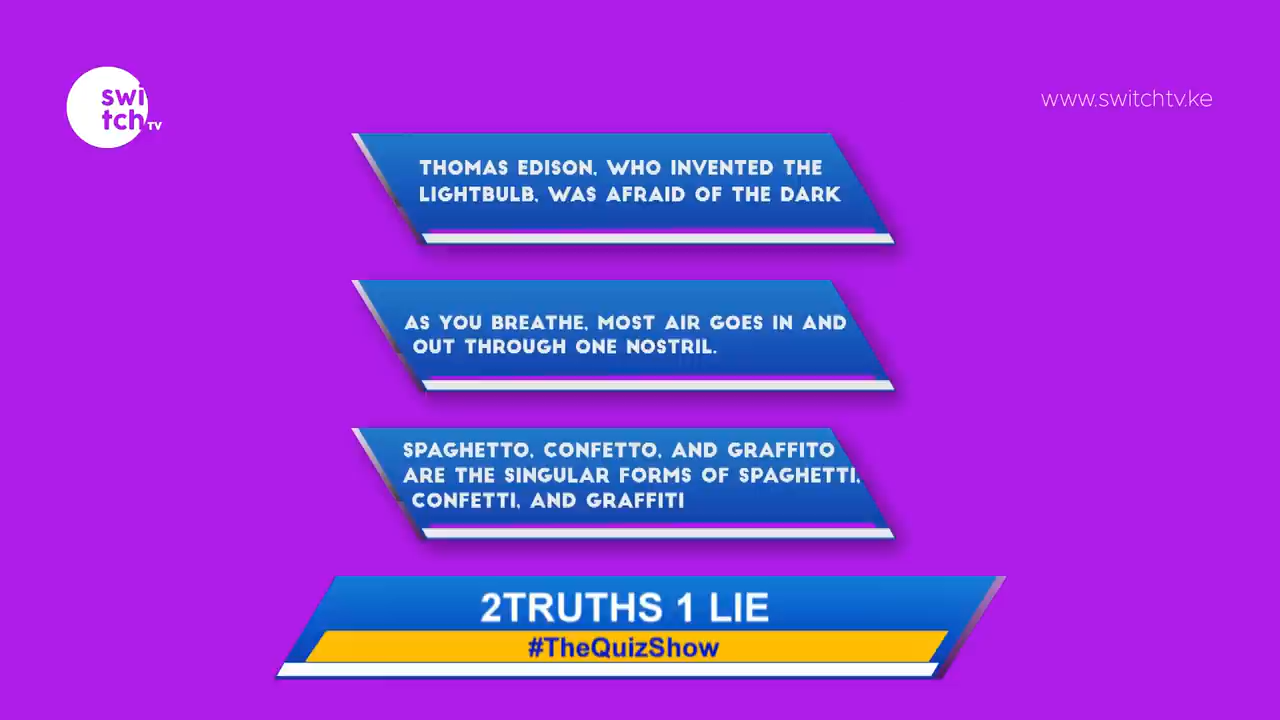 swi
tch TV
www.switchtv.ke
THOMAS EDISON, WHO INVENTED THE
LIGHTBULB, WAS AFRAID OF THE DARK
AS YOU BREATHE, MOST AIR GOES IN AND
OUT THROUGH ONE NOSTRIL.
SPAGHETTO, CONFETTO, AND GRAFFITO
ARE THE SINGULAR FORMS OF SPAGHETTI,
CONFETTI, AND GRAFFITI
2TRUTHS 1 LIE
#TheQuizShow